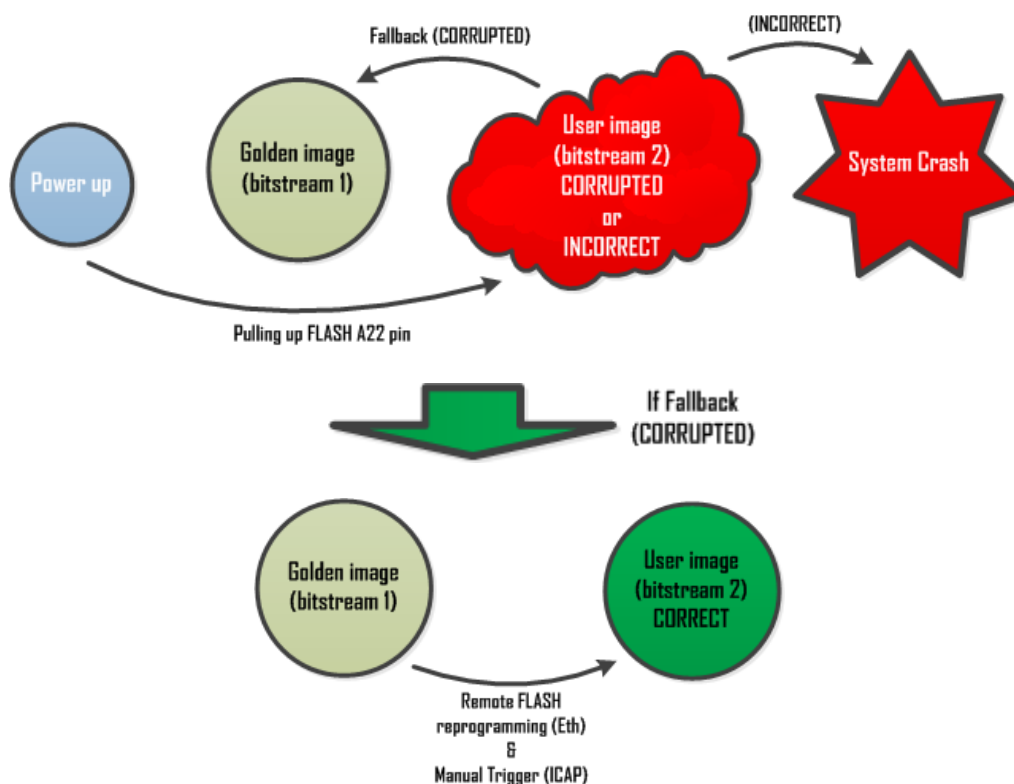 Fallback (CORRUPTED)
(INCORRECT)
Power up
Golden image
(bitstream 1)
User image
(bitstream 2)
CORRUPTED
or
INCORRECT
System Crash
Pulling up FLASH A22 pin
If Fallback
(CORRUPTED)
Golden image
(bitstream 1)
User image
(bitstream 2)
CORRECT
Remote FLASH
reprogramming (Eth)
&
Manual Trigger (ICAP)